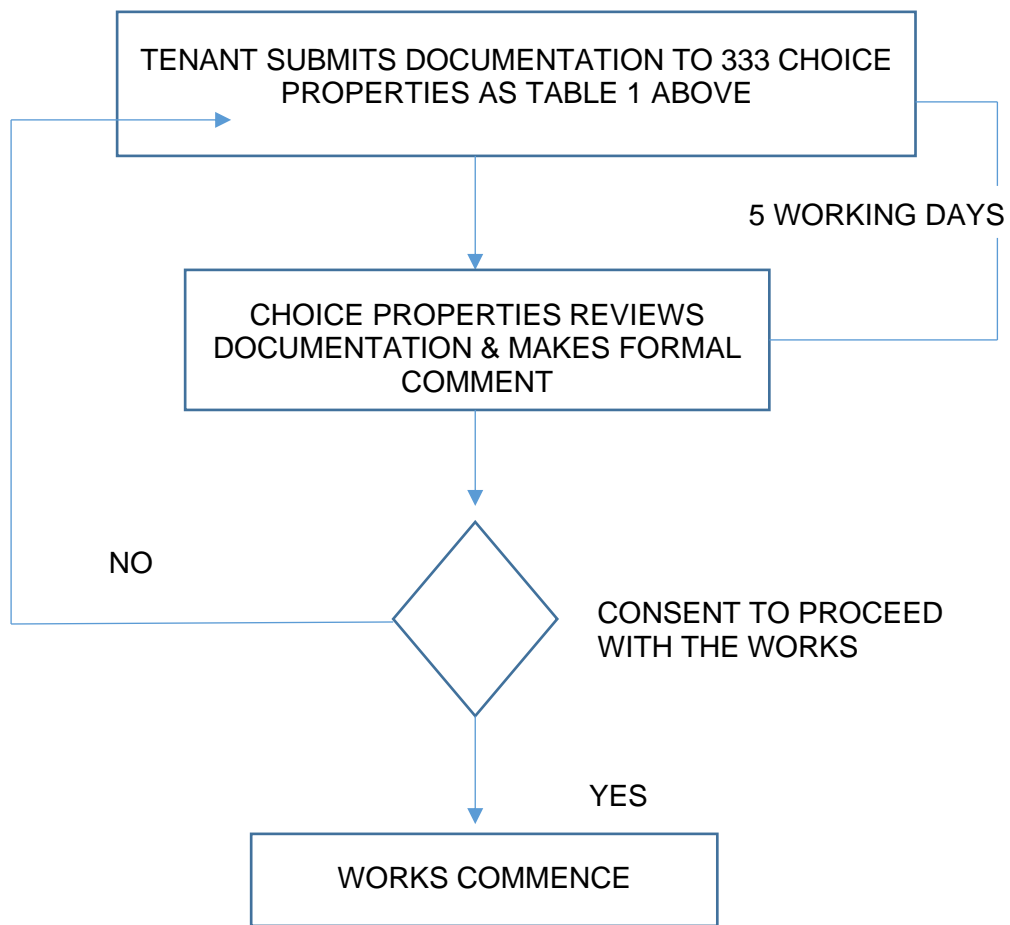 TENANT SUBMITS DOCUMENTATION TO 333 CHOICE
PROPERTIES AS TABLE 1 ABOVE
5 WORKING DAYS
CHOICE PROPERTIES REVIEWS
DOCUMENTATION & MAKES FORMAL
COMMENT
NO
CONSENT TO PROCEED
WITH THE WORKS
YES
WORKS COMMENCE